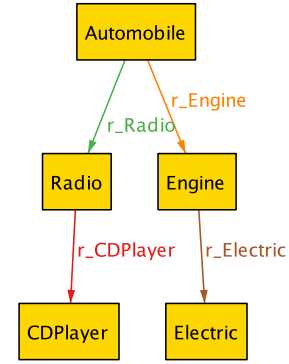 Automobile
r_Engine
r_Radio
Radio
Engine
r_CDPlayer
r_Electric
CDPlayer
Electric